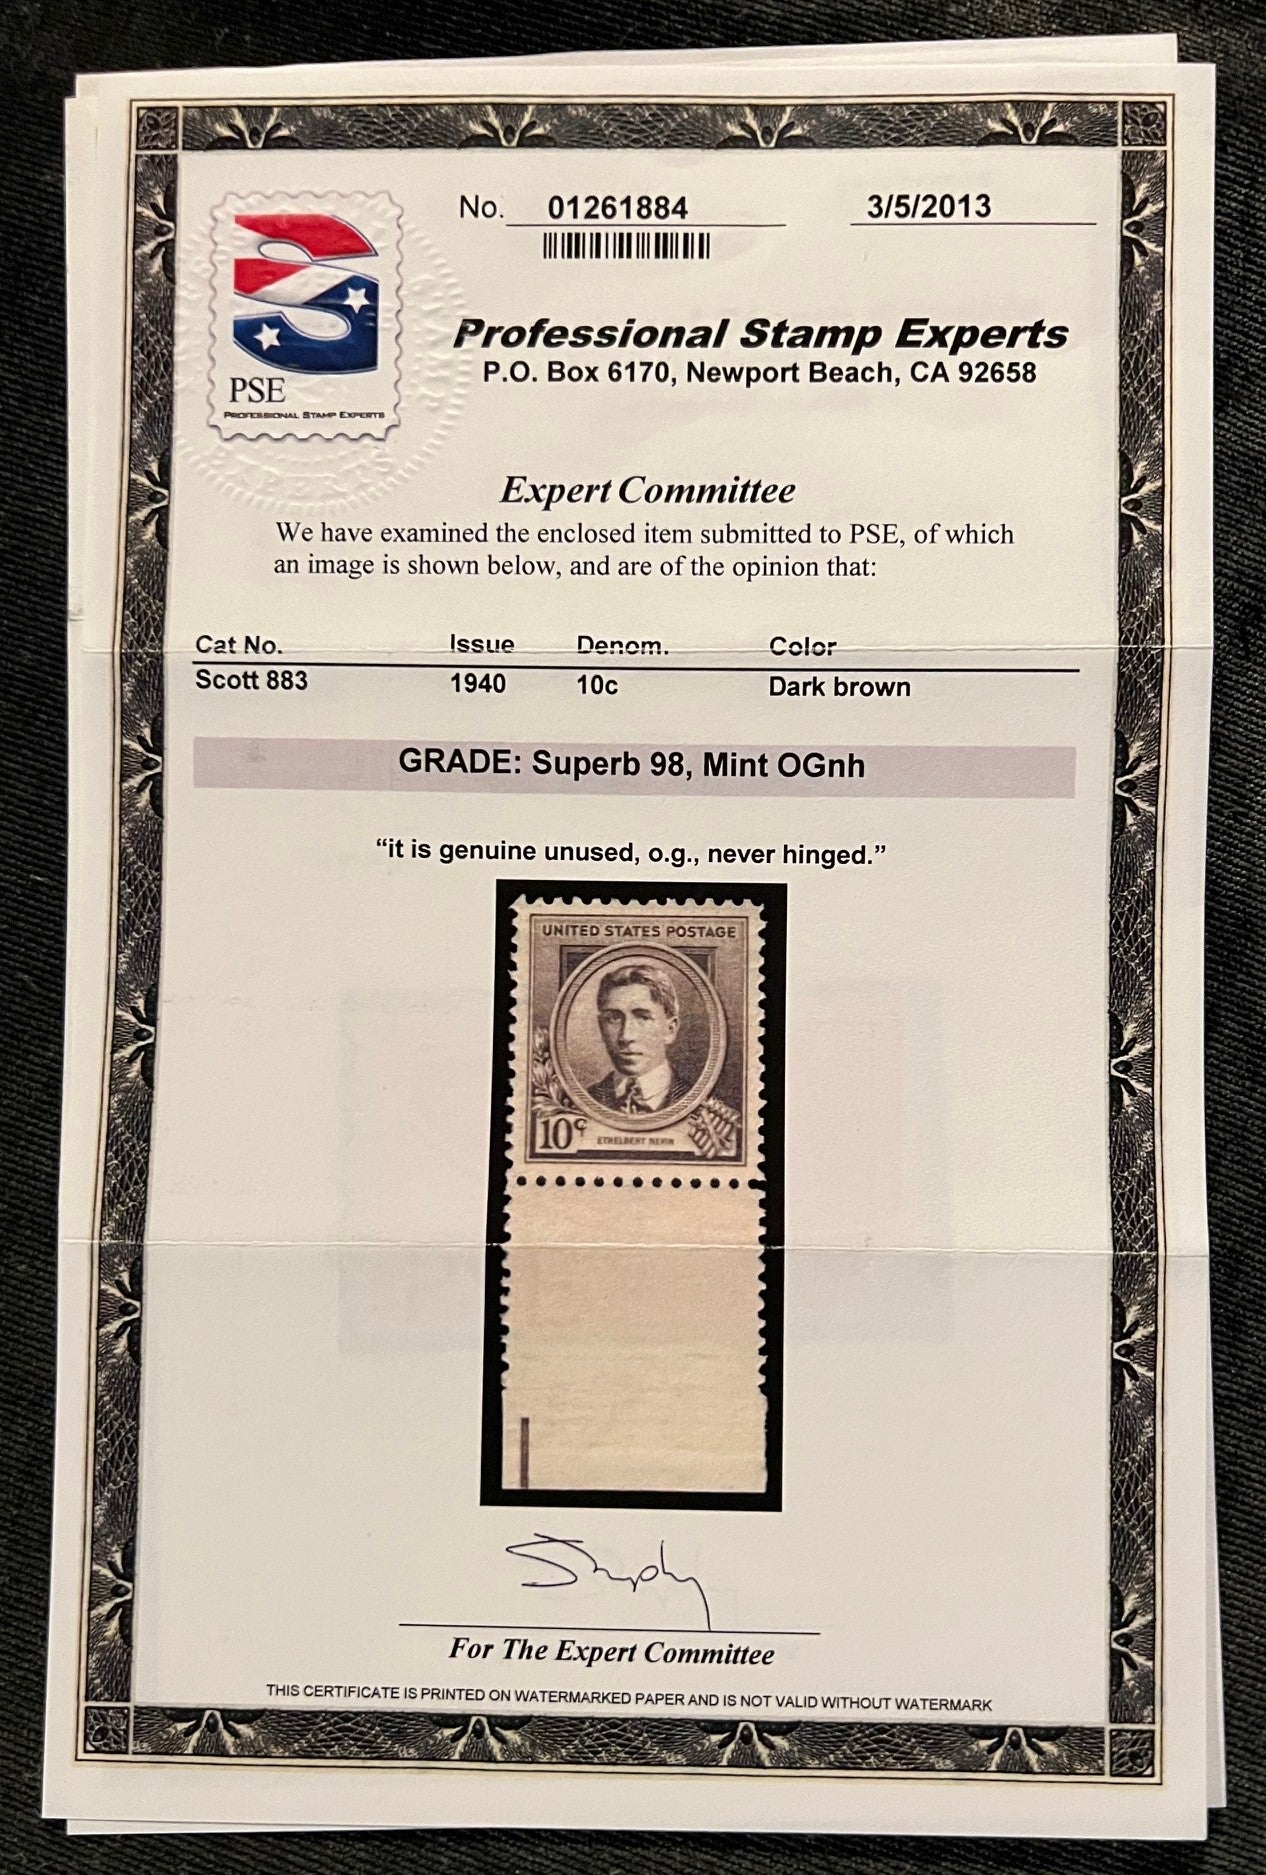 No. 01261884 3/5/2013
PSE
PROFESSIONAL STAMP EXPERTS
EXPERTS
Professional Stamp Experts
P.O. Box 6170, Newport Beach, CA 92658
Expert Committee
We have examined the enclosed item submitted to PSE, of which
an image is shown below, and are of the opinion that:
Cat No. Issue Denom. Color
Scott 883 1940 10c Dark brown
GRADE: Superb 98, Mint OGnh
“it is genuine unused, o.g., never hinged.”
UNITED STATES POSTAGE
10¢ ETHELBERT NEVIN
For The Expert Committee
THIS CERTIFICATE IS PRINTED ON WATERMARKED PAPER AND IS NOT VALID WITHOUT WATERMARK